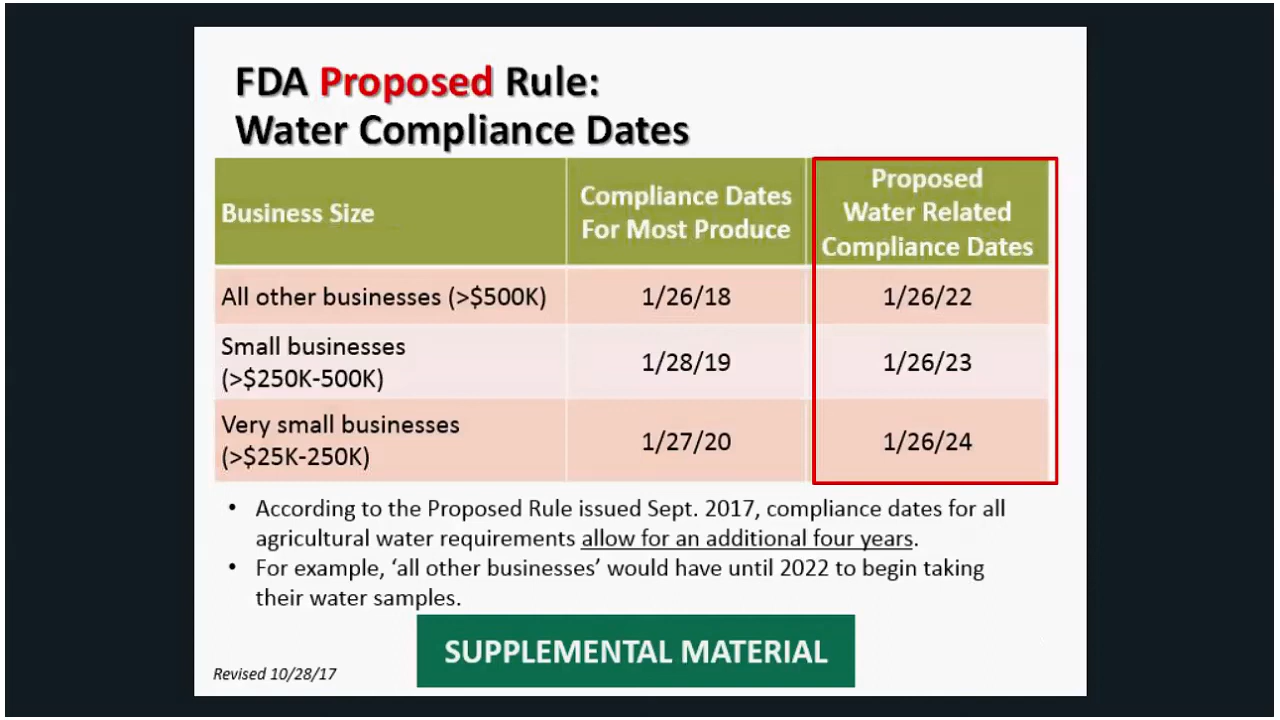 FDA Proposed Rule:
Water Compliance Dates
Business Size
Compliance Dates
For Most Produce
Proposed
Water Related
Compliance Dates
All other businesses (>$500K)
1/26/18
1/26/22
Small businesses
(>$250K-500K)
1/28/19
1/26/23
Very small businesses
(>$25K-250K)
1/27/20
1/26/24
• According to the Proposed Rule issued Sept. 2017, compliance dates for all
agricultural water requirements allow for an additional four years.
• For example, ‘all other businesses’ would have until 2022 to begin taking
their water samples.
SUPPLEMENTAL MATERIAL
Revised 10/28/17